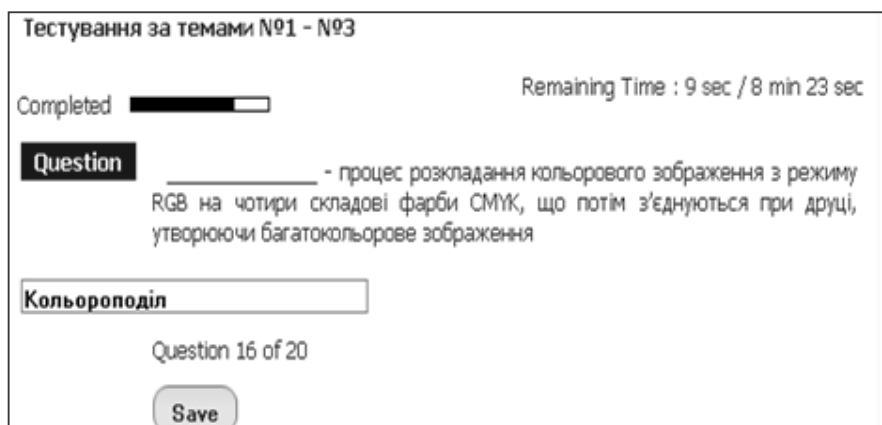 Тестування за темами №1 - №3
Remaining Time : 9 sec / 8 min 23 sec
Completed
Question
______________ - процес розкладання кольорового зображення з режиму
RGB на чотири складові фарби CMYK, що потім з’єднуються при друці,
утворюючи багатокольорове зображення
Кольороподіл
Question 16 of 20
Save